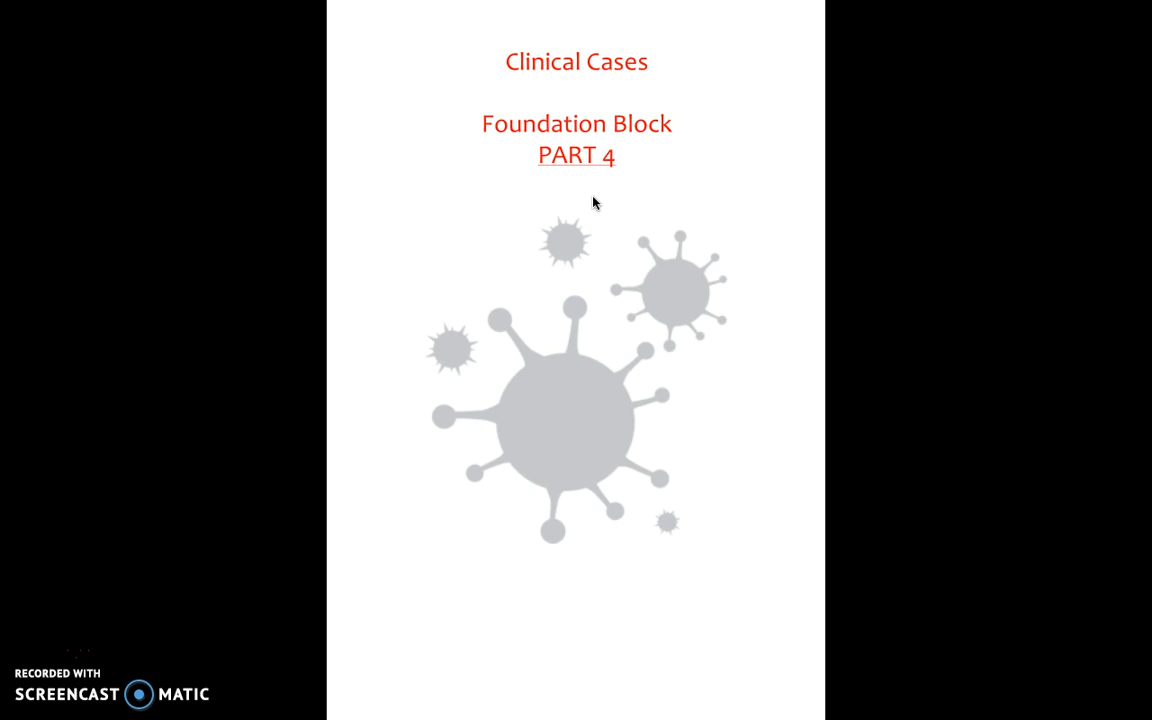 Clinical Cases
Foundation Block
PART 4
RECORDED WITH
SCREENCAST MATIC